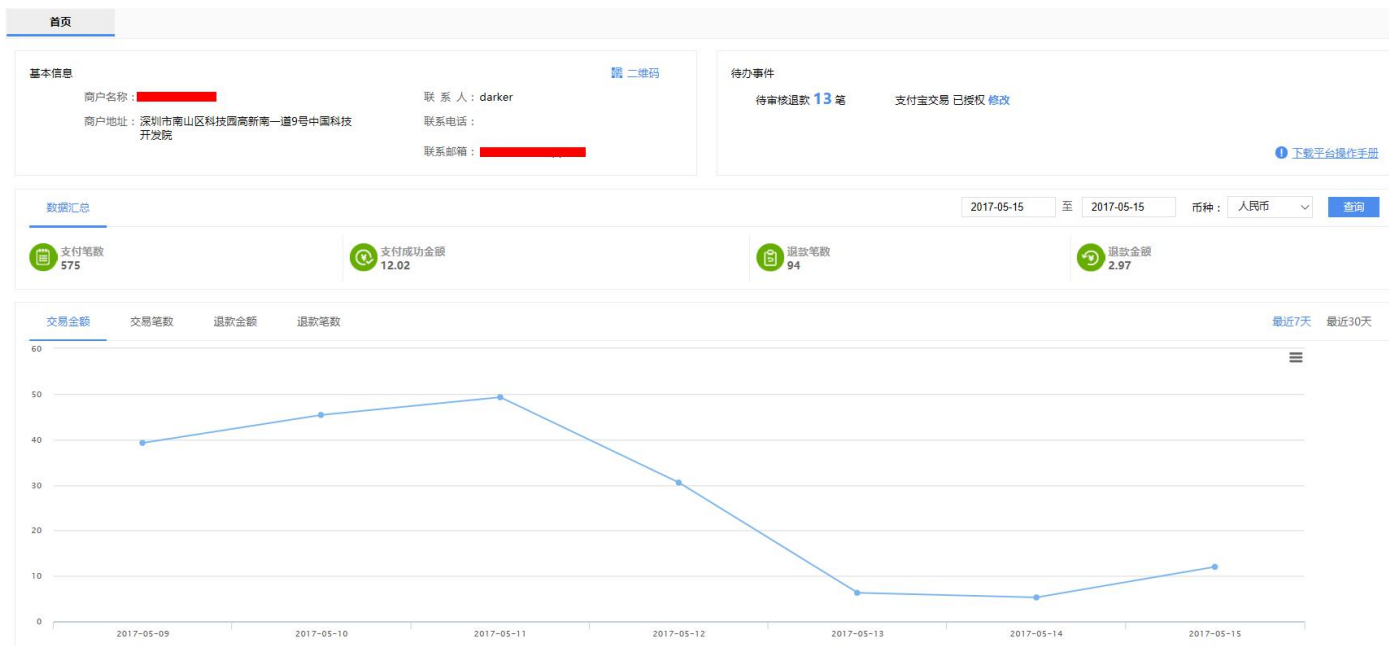 首页
基本信息
二维码
商户名称：
联 系 人：darker
商户地址：深圳市南山区科技园高新南一道9号中国科技
开发院
联系电话：
联系邮箱：
待办事件
待审核退款 13 笔
支付宝交易 已授权 修改
下载平台操作手册
数据汇总
2017-05-15 至 2017-05-15 币种： 人民币 查询
支付笔数
575
支付成功金额
12.02
退款笔数
94
退款金额
2.97
交易金额 交易笔数 退款金额 退款笔数
最近7天 最近30天
60
50
40
30
20
10
0
2017-05-09 2017-05-10 2017-05-11 2017-05-12 2017-05-13 2017-05-14 2017-05-15